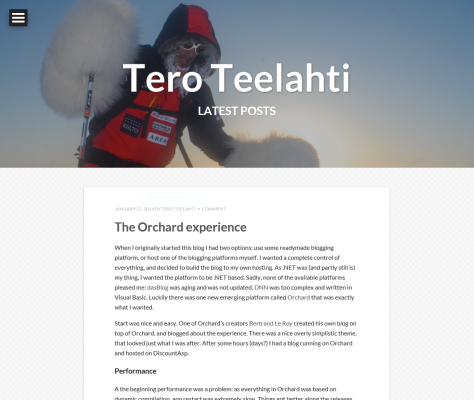 Tero Teelahti
LATEST POSTS
BY TERO TEELAHTI • COMMENT
The Orchard experience
When I originally started this blog I had two options: use some readymade blogging
platform, or host one of the blogging platforms myself. I wanted a complete control of
everything, and decided to build the blog to my own hosting. As .NET was (and partly still is)
my thing, I wanted the platform to be .NET based. Sadly, none of the available platforms
pleased me: dasBlog was aging and was not updated, DNN was too complex and written in
Visual Basic. Luckily there was one new emerging platform called Orchard that was exactly
what I wanted.
Start was nice and easy. One of Orchard's creators Bertrand Le Roy created his own blog on
top of Orchard, and blogged about the experience. There was a nice overly simplistic theme,
that looked just what I was after. After some hours (days?) I had a blog running on Orchard
and hosted on DiscountAsp.
Performance
A the beginning performance was a problem: as everything in Orchard was based on
dynamic compilation, app restart was extremely slow. Things got better along the releases